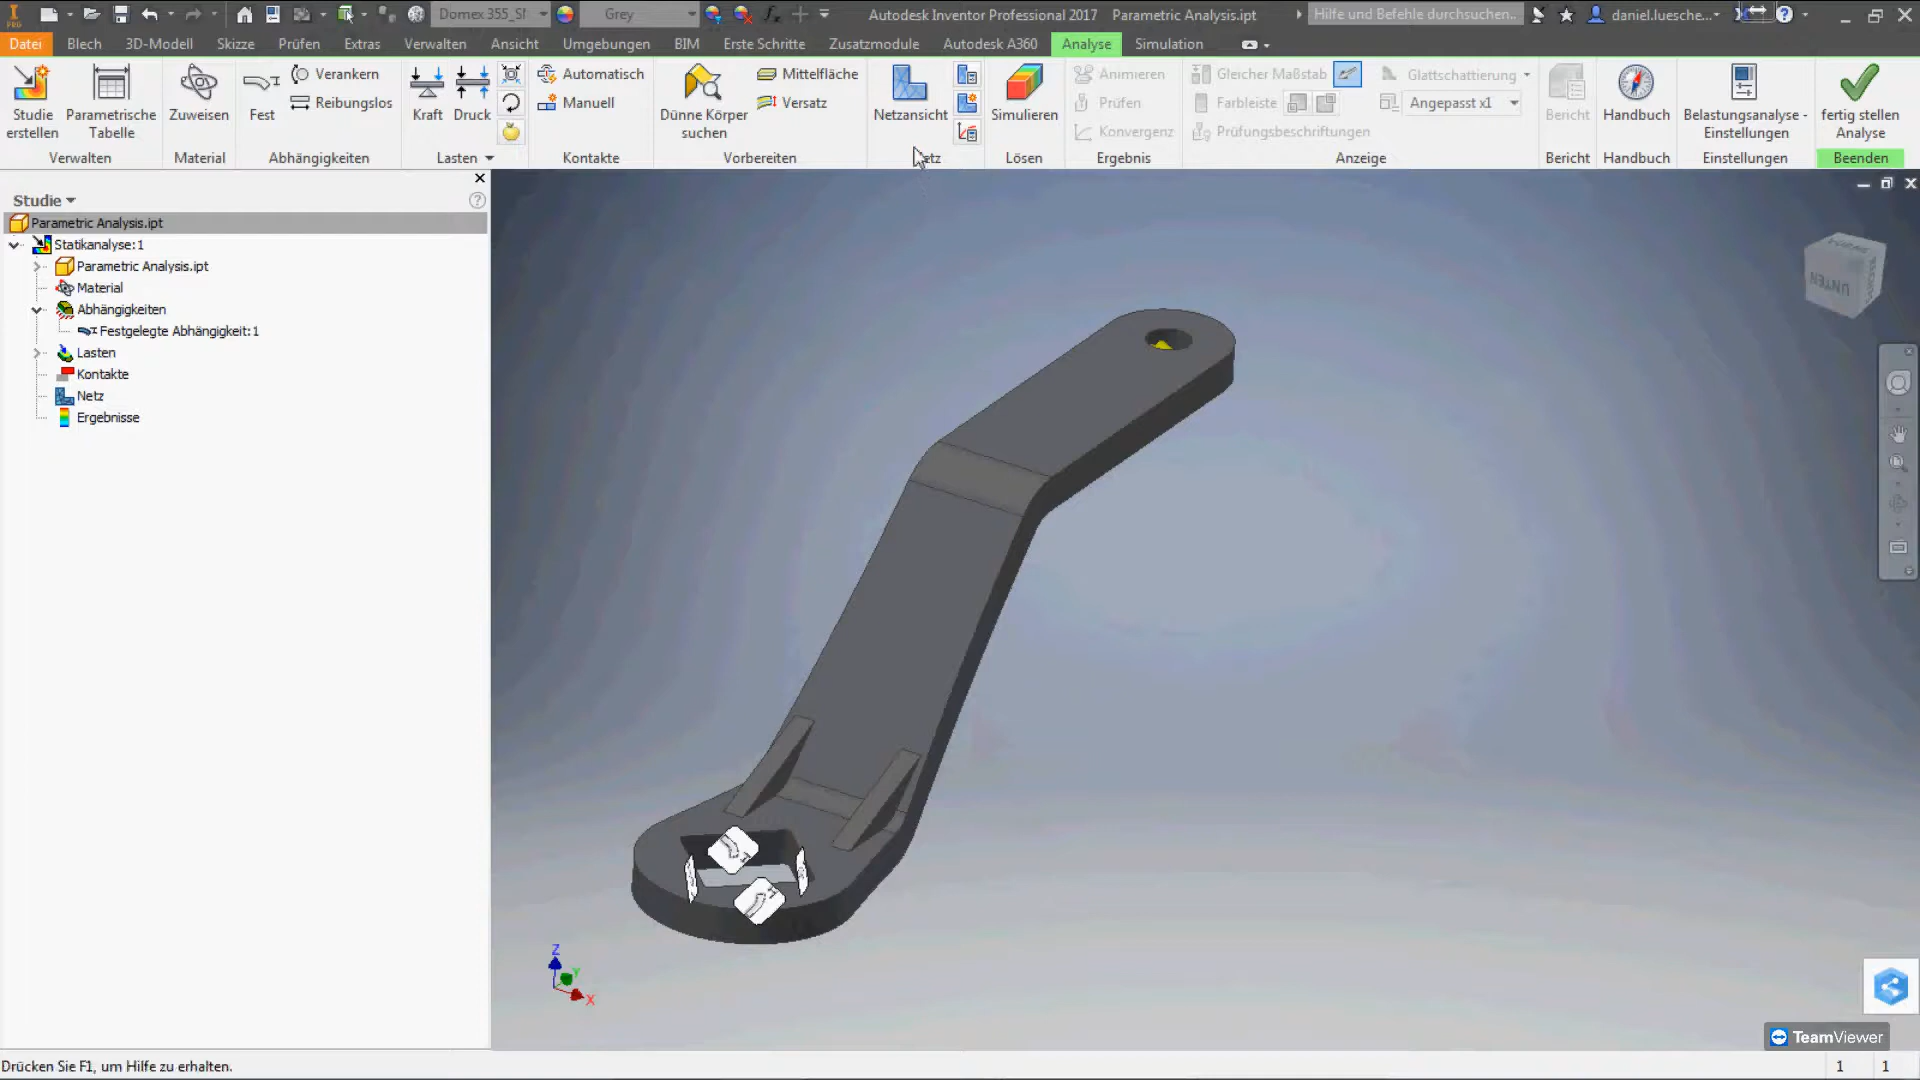 Domex 355_SI
Grey
Autodesk Inventor Professional 2017 Parametric Analysis.ipt
Hilfe und Befehle durchsuchen...
daniel.luesche...
PRO
Datei Blech 3D-Modell Skizze Prüfen Extras Verwalten Ansicht Umgebungen BIM Erste Schritte Zusatzmodule Autodesk A360 Analyse Simulation
Studie erstellen
Parametrische Tabelle
Verwalten
Zuweisen
Material
Fest
Verankern
Reibungslos
Abhängigkeiten
Kraft
Druck
Lasten
Automatisch
Manuell
Kontakte
Dünne Körper suchen
Mittelfläche
Versatz
Vorbereiten
Netzansicht
Simulieren
Lösen
Animieren
Prüfen
Konvergenz
Ergebnis
Gleicher Maßstab
Farbleiste
Prüfungsbeschriftungen
Glattschattierung
Angepasst x1
Anzeige
Bericht
Bericht
Handbuch
Handbuch
Belastungsanalyse - Einstellungen
Einstellungen
fertig stellen Analyse
Beenden
Studie
Parametric Analysis.ipt
Statikanalyse:1
Parametric Analysis.ipt
Material
Abhängigkeiten
Festgelegte Abhängigkeit:1
Lasten
Kontakte
Netz
Ergebnisse
UNTEN
Z
Y
X
TeamViewer
Drücken Sie F1, um Hilfe zu erhalten.
1 1